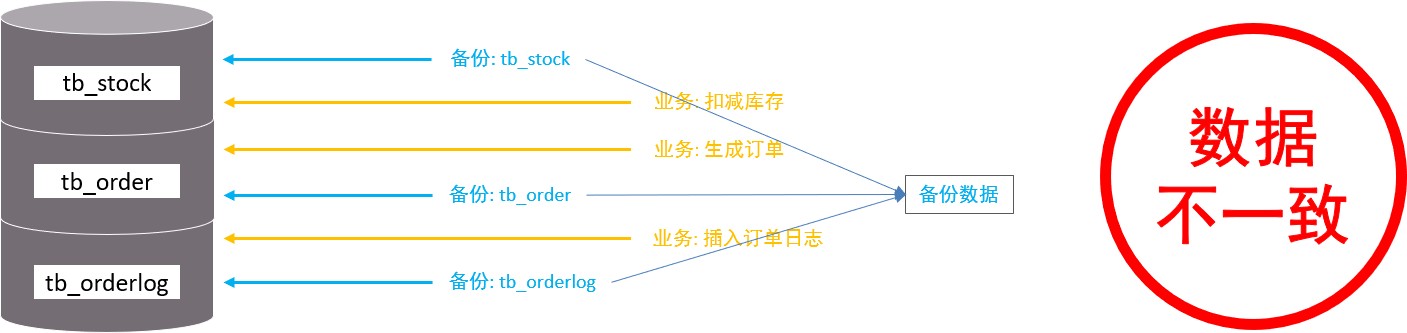 tb_stock
tb_order
tb_orderlog
备份: tb_stock
业务: 扣减库存
业务: 生成订单
备份: tb_order
业务: 插入订单日志
备份: tb_orderlog
备份数据
数据
不一致